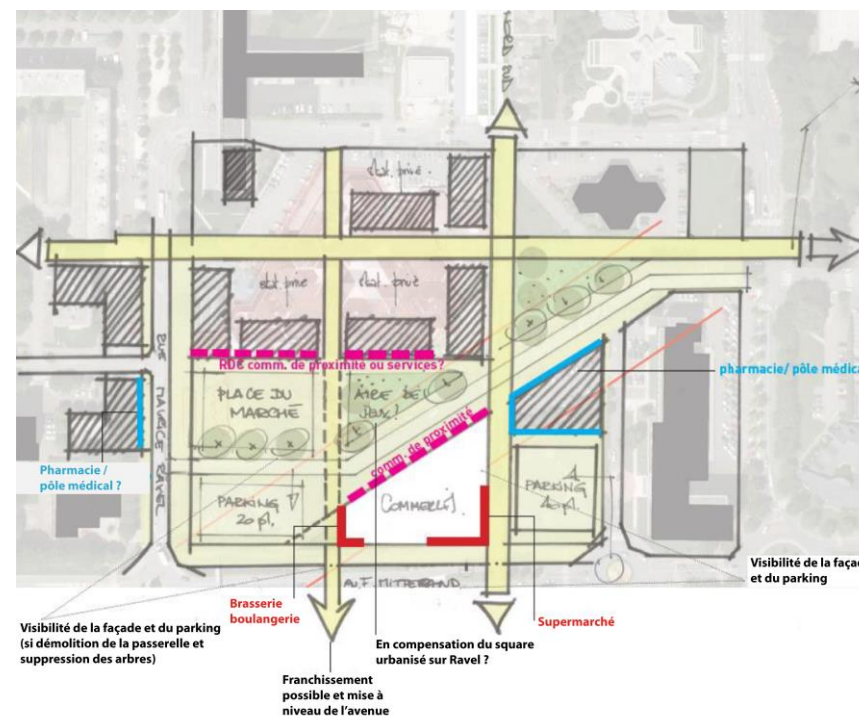 NORD SUD
stat. privé
stat. privé
stat. privé
RDC comm. de proximité ou services?
RUE MAURICE RAVEL
PLACE DU
MARCHÉ
AIRE DE
JEUX!
comm. de proximité
pharmacie/ pôle médica
Pharmacie /
pôle médical ?
PARKING
20 pl.
COMMERCES
PARKING
40 pl.
AV. F. MITTERAND
Visibilité de la faça
et du parking
Brasserie
boulangerie
Supermarché
Visibilité de la façade et du parking
(si démolition de la passerelle et
suppression des arbres)
En compensation du square
urbanisé sur Ravel ?
Franchissement
possible et mise à
niveau de l'avenue